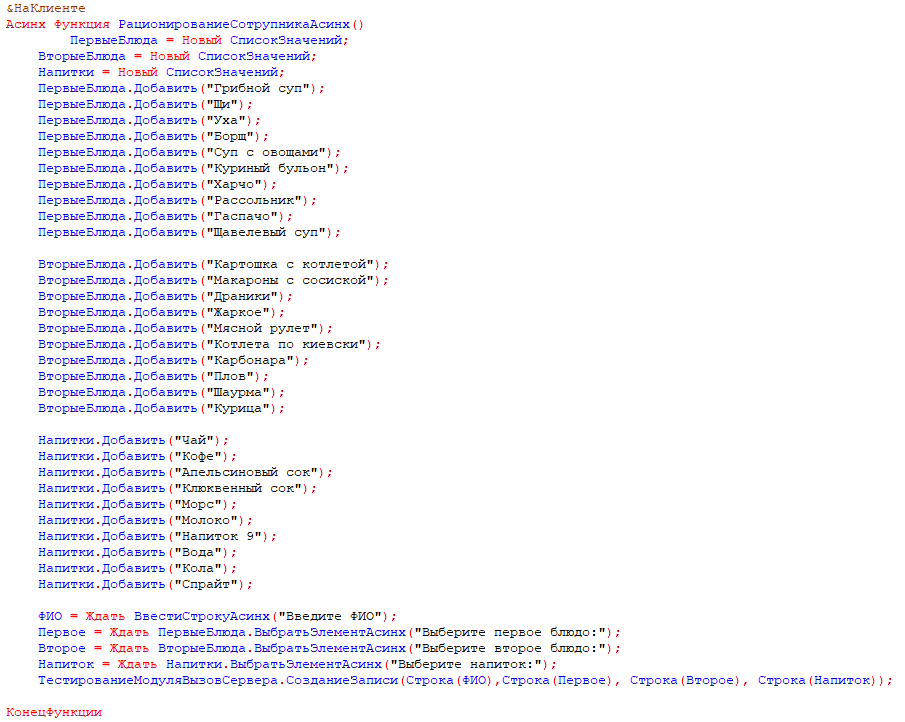 &НаКлиенте
Асинх Функция РационированиеСотрупникаАсинх()
ПервыеБлюда = Новый СписокЗначений;
ВторыеБлюда = Новый СписокЗначений;
Напитки = Новый СписокЗначений;
ПервыеБлюда.Добавить("Грибной суп");
ПервыеБлюда.Добавить("Щи");
ПервыеБлюда.Добавить("Уха");
ПервыеБлюда.Добавить("Борщ");
ПервыеБлюда.Добавить("Суп с овощами");
ПервыеБлюда.Добавить("Куриный бульон");
ПервыеБлюда.Добавить("Харчо");
ПервыеБлюда.Добавить("Рассольник");
ПервыеБлюда.Добавить("Гаспачо");
ПервыеБлюда.Добавить("Щавелевый суп");
ВторыеБлюда.Добавить("Картошка с котлетой");
ВторыеБлюда.Добавить("Макароны с сосиской");
ВторыеБлюда.Добавить("Драники");
ВторыеБлюда.Добавить("Жаркое");
ВторыеБлюда.Добавить("Мясной рулет");
ВторыеБлюда.Добавить("Котлета по киевски");
ВторыеБлюда.Добавить("Карбонара");
ВторыеБлюда.Добавить("Плов");
ВторыеБлюда.Добавить("Шаурма");
ВторыеБлюда.Добавить("Курица");
Напитки.Добавить("Чай");
Напитки.Добавить("Кофе");
Напитки.Добавить("Апельсиновый сок");
Напитки.Добавить("Клюквенный сок");
Напитки.Добавить("Морс");
Напитки.Добавить("Молоко");
Напитки.Добавить("Напиток 9");
Напитки.Добавить("Вода");
Напитки.Добавить("Кола");
Напитки.Добавить("Спрайт");
ФИО = Ждать ВвестиСтрокуАсинх("Введите ФИО");
Первое = Ждать ПервыеБлюда.ВыбратьЭлементАсинх("Выберите первое блюдо:");
Второе = Ждать ВторыеБлюда.ВыбратьЭлементАсинх("Выберите второе блюдо:");
Напиток = Ждать Напитки.ВыбратьЭлементАсинх("Выберите напиток:");
ТестированиеМодуляВызовСервера.СозданиеЗаписи(Строка(ФИО),Строка(Первое), Строка(Второе), Строка(Напиток));
КонецФункции